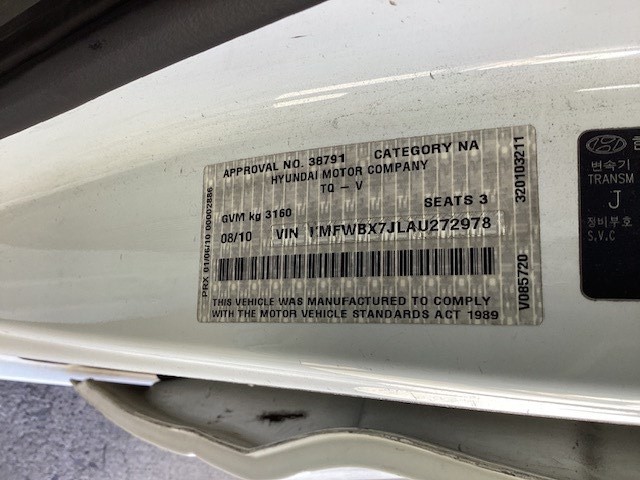 APPROVAL NO. 38791 CATEGORY NA
HYUNDAI MOTOR COMPANY
TQ - V
GVM kg 3160 SEATS 3
08/10 VIN KMFWBX7JLAU272978
THIS VEHICLE WAS MANUFACTURED TO COMPLY
WITH THE MOTOR VEHICLE STANDARDS ACT 1989
PRX 01/06/10 00002886
320103211
V085720
변속기
TRANSM
J
정비부호
S.V.C